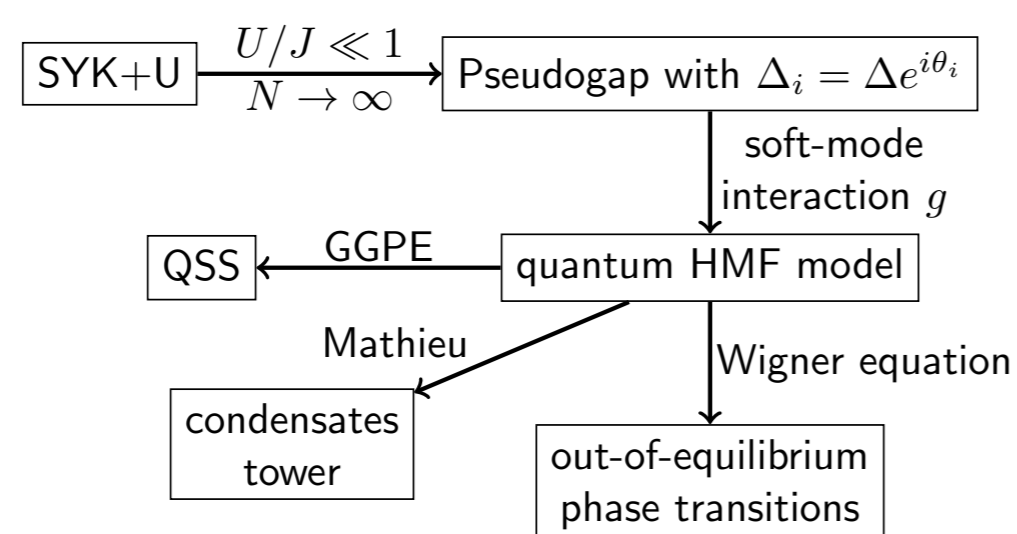 SYK+U
U/J ≪ 1
N → ∞
Pseudogap with Δ_i = Δe^{iθ_i}
soft-mode
interaction g
QSS
GGPE
quantum HMF model
Mathieu
Wigner equation
condensates
tower
out-of-equilibrium
phase transitions